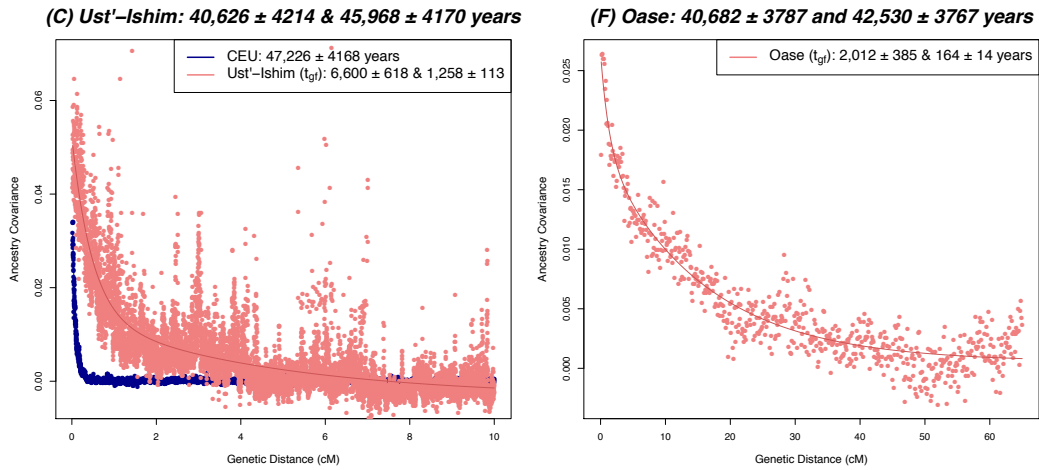 (C) Ust'−Ishim: 40,626 ± 4214 & 45,968 ± 4170 years
CEU: 47,226 ± 4168 years
Ust'−Ishim (tgf): 6,600 ± 618 & 1,258 ± 113
Ancestry Covariance
0.06
0.04
0.02
0.00
0 2 4 6 8 10
Genetic Distance (cM)
(F) Oase: 40,682 ± 3787 and 42,530 ± 3767 years
Oase (tgf): 2,012 ± 385 & 164 ± 14 years
Ancestry Covariance
0.025
0.020
0.015
0.010
0.005
0.000
0 10 20 30 40 50 60
Genetic Distance (cM)